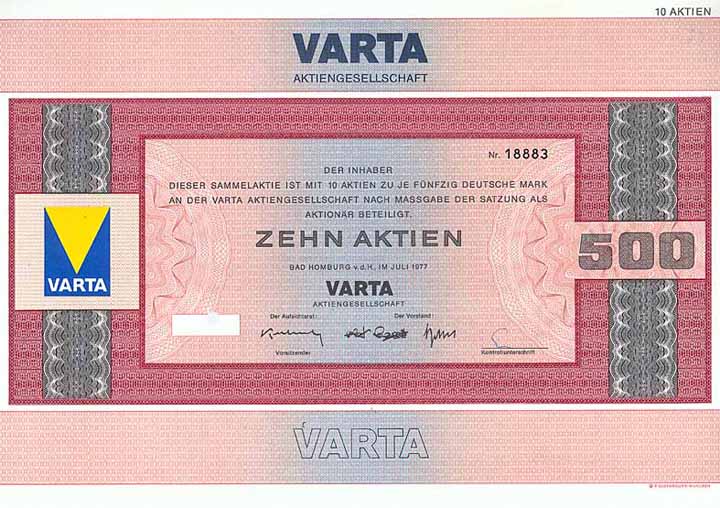 10 AKTIEN
VARTA
AKTIENGESELLSCHAFT
Nr. 18883
DER INHABER
DIESER SAMMELAKTIE IST MIT 10 AKTIEN ZU JE FÜNFZIG DEUTSCHE MARK
AN DER VARTA AKTIENGESELLSCHAFT NACH MASSGABE DER SATZUNG ALS
AKTIONÄR BETEILIGT.
ZEHN AKTIEN
500
BAD HOMBURG v.d.H., IM JULI 1977
VARTA
VARTA
AKTIENGESELLSCHAFT
Der Aufsichtsrat: Der Vorstand:
Vorsitzender Kontrollunterschrift
VARTA